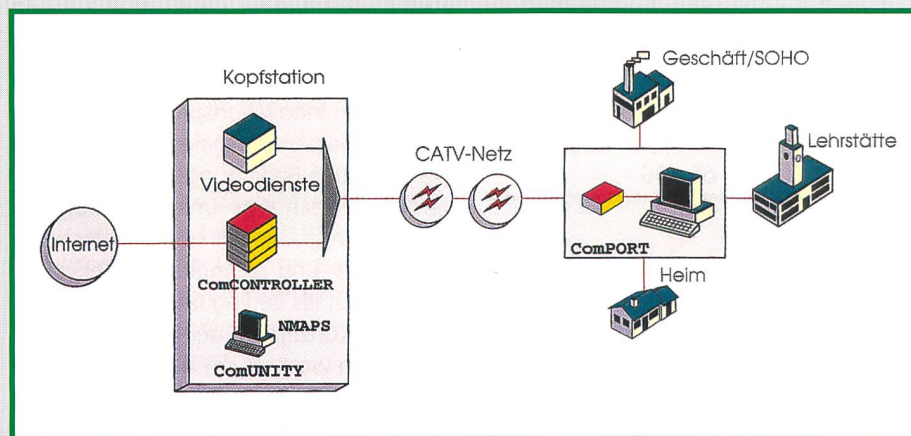 Kopfstation
Videodienste
Internet
ComCONTROLLER
NMAPS
ComUNITY
CATV-Netz
Geschäft/SOHO
Lehrstätte
ComPORT
Heim